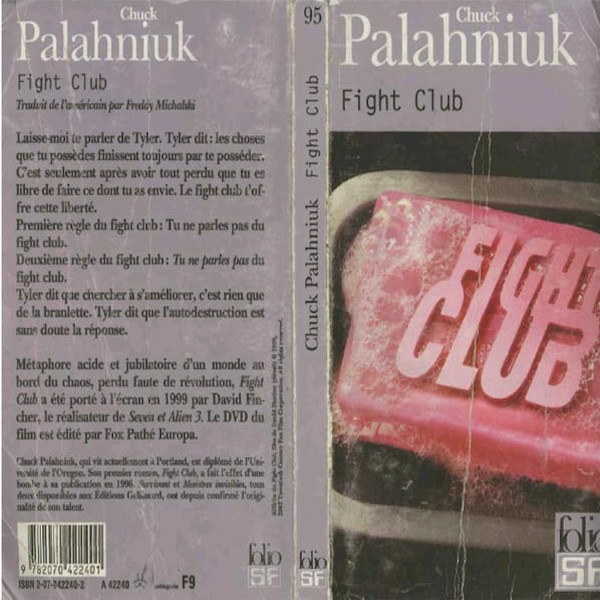 Chuck
Palahniuk
Fight Club
Traduit de l'américain par Freddy Michalski
Laisse-moi te parler de Tyler. Tyler dit : les choses
que tu possèdes finissent toujours par te posséder.
C'est seulement après avoir tout perdu que tu es
libre de faire ce dont tu as envie. Le fight club t'of-
fre cette liberté.
Première règle du fight club : Tu ne parles pas du
fight club.
Deuxième règle du fight club : Tu ne parles pas du
fight club.
Tyler dit que chercher à s'améliorer, c'est rien que
de la branlette. Tyler dit que l'autodestruction est
sans doute la réponse.
Métaphore acide et jubilatoire d'un monde au
bord du chaos, perdu faute de révolution, Fight
Club a été porté à l'écran en 1999 par David Fin-
cher, le réalisateur de Seven et Alien 3. Le DVD du
film est édité par Fox Pathé Europa.
Chuck Palahniuk, qui vit actuellement à Portland, est diplômé de l'Uni-
versité de l'Oregon. Son premier roman, Fight Club, a fait l'effet d'une
bombe à sa publication en 1996. Survivant et Monstres invisibles, tous
deux disponibles aux Éditions Gallimard, ont depuis confirmé l'origi-
nalité de son talent.
9 782070 422401
ISBN 2-07-042240-2 A 42240 F9
folio
SF
95
Fight Club
Chuck Palahniuk
folio
SF
Chuck
Palahniuk
Fight Club
FIGHT
CLUB
folio
SF